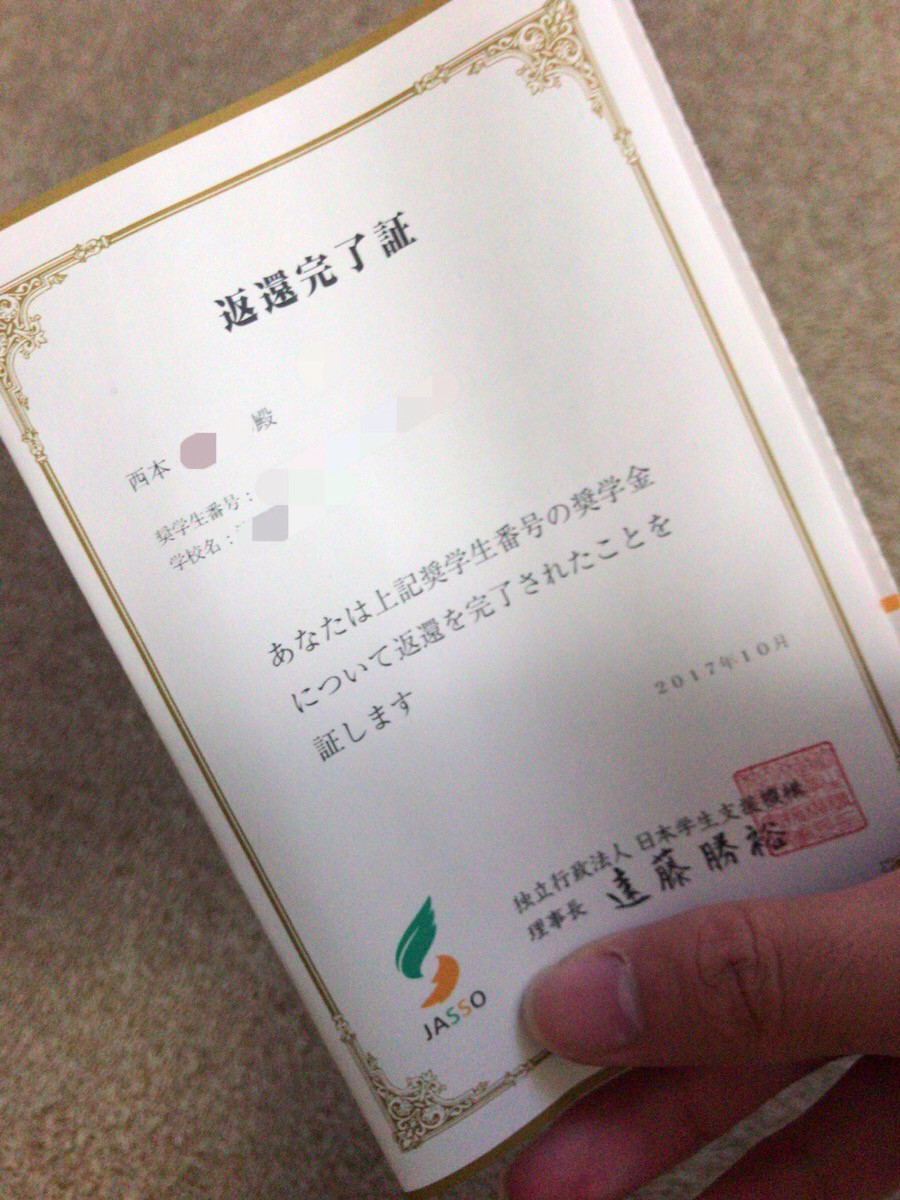 返還完了証
西本 殿
奨学生番号:
学校名:
あなたは上記奨学生番号の奨学金
について返還を完了されたことを
証します
2017年10月
独立行政法人 日本学生支援機構
理事長 遠藤勝裕
JASSO